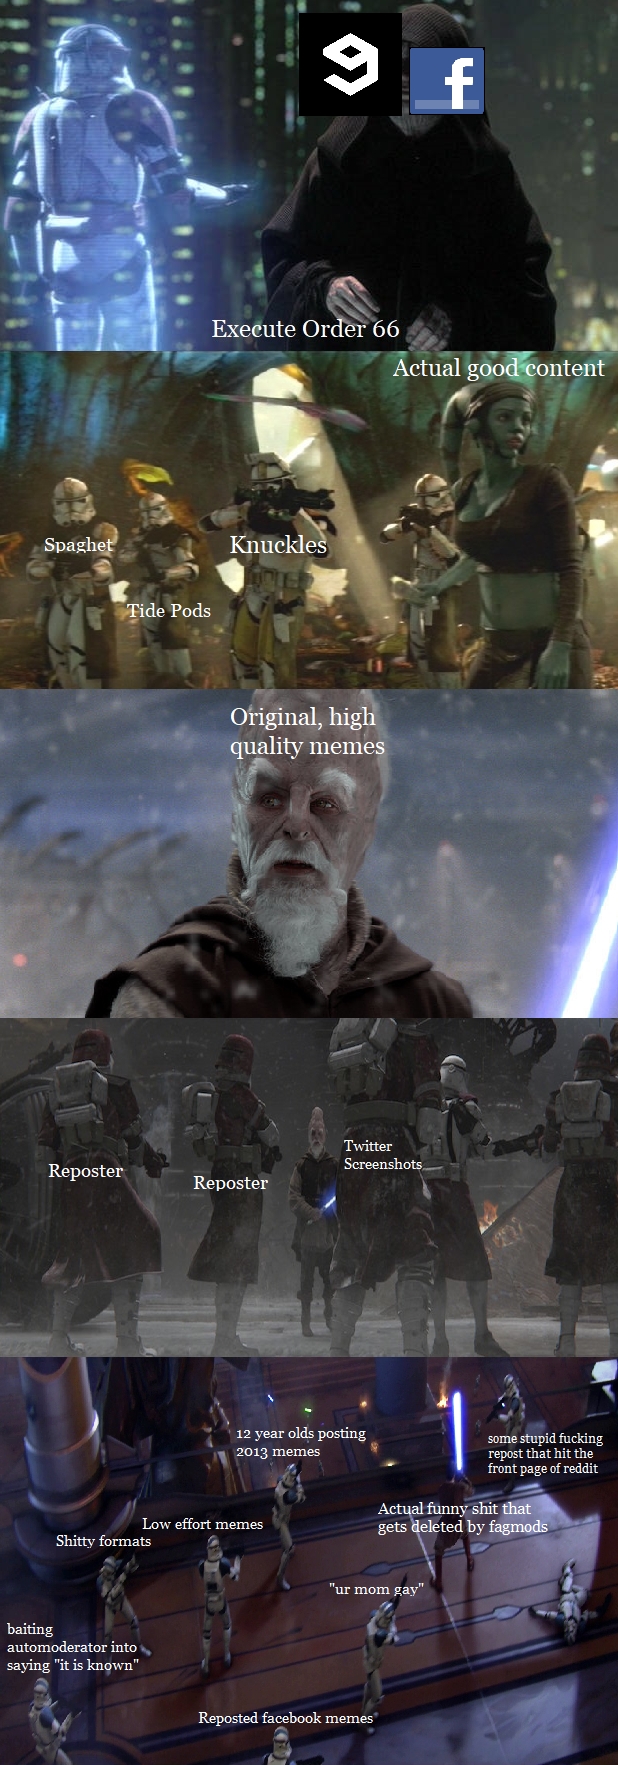 9
f
Execute Order 66
Actual good content
Spaghet
Knuckles
Tide Pods
Original, high
quality memes
Twitter
Screenshots
Reposter
Reposter
12 year olds posting
2013 memes
some stupid fucking
repost that hit the
front page of reddit
Actual funny shit that
gets deleted by fagmods
Low effort memes
Shitty formats
"ur mom gay"
baiting
automoderator into
saying "it is known"
Reposted facebook memes